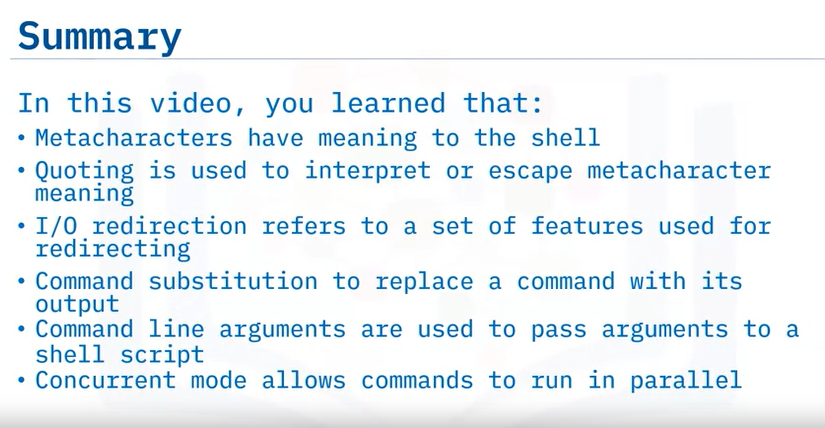 Summary
In this video, you learned that:
• Metacharacters have meaning to the shell
• Quoting is used to interpret or escape metacharacter
meaning
• I/O redirection refers to a set of features used for
redirecting
• Command substitution to replace a command with its
output
• Command line arguments are used to pass arguments to a
shell script
• Concurrent mode allows commands to run in parallel